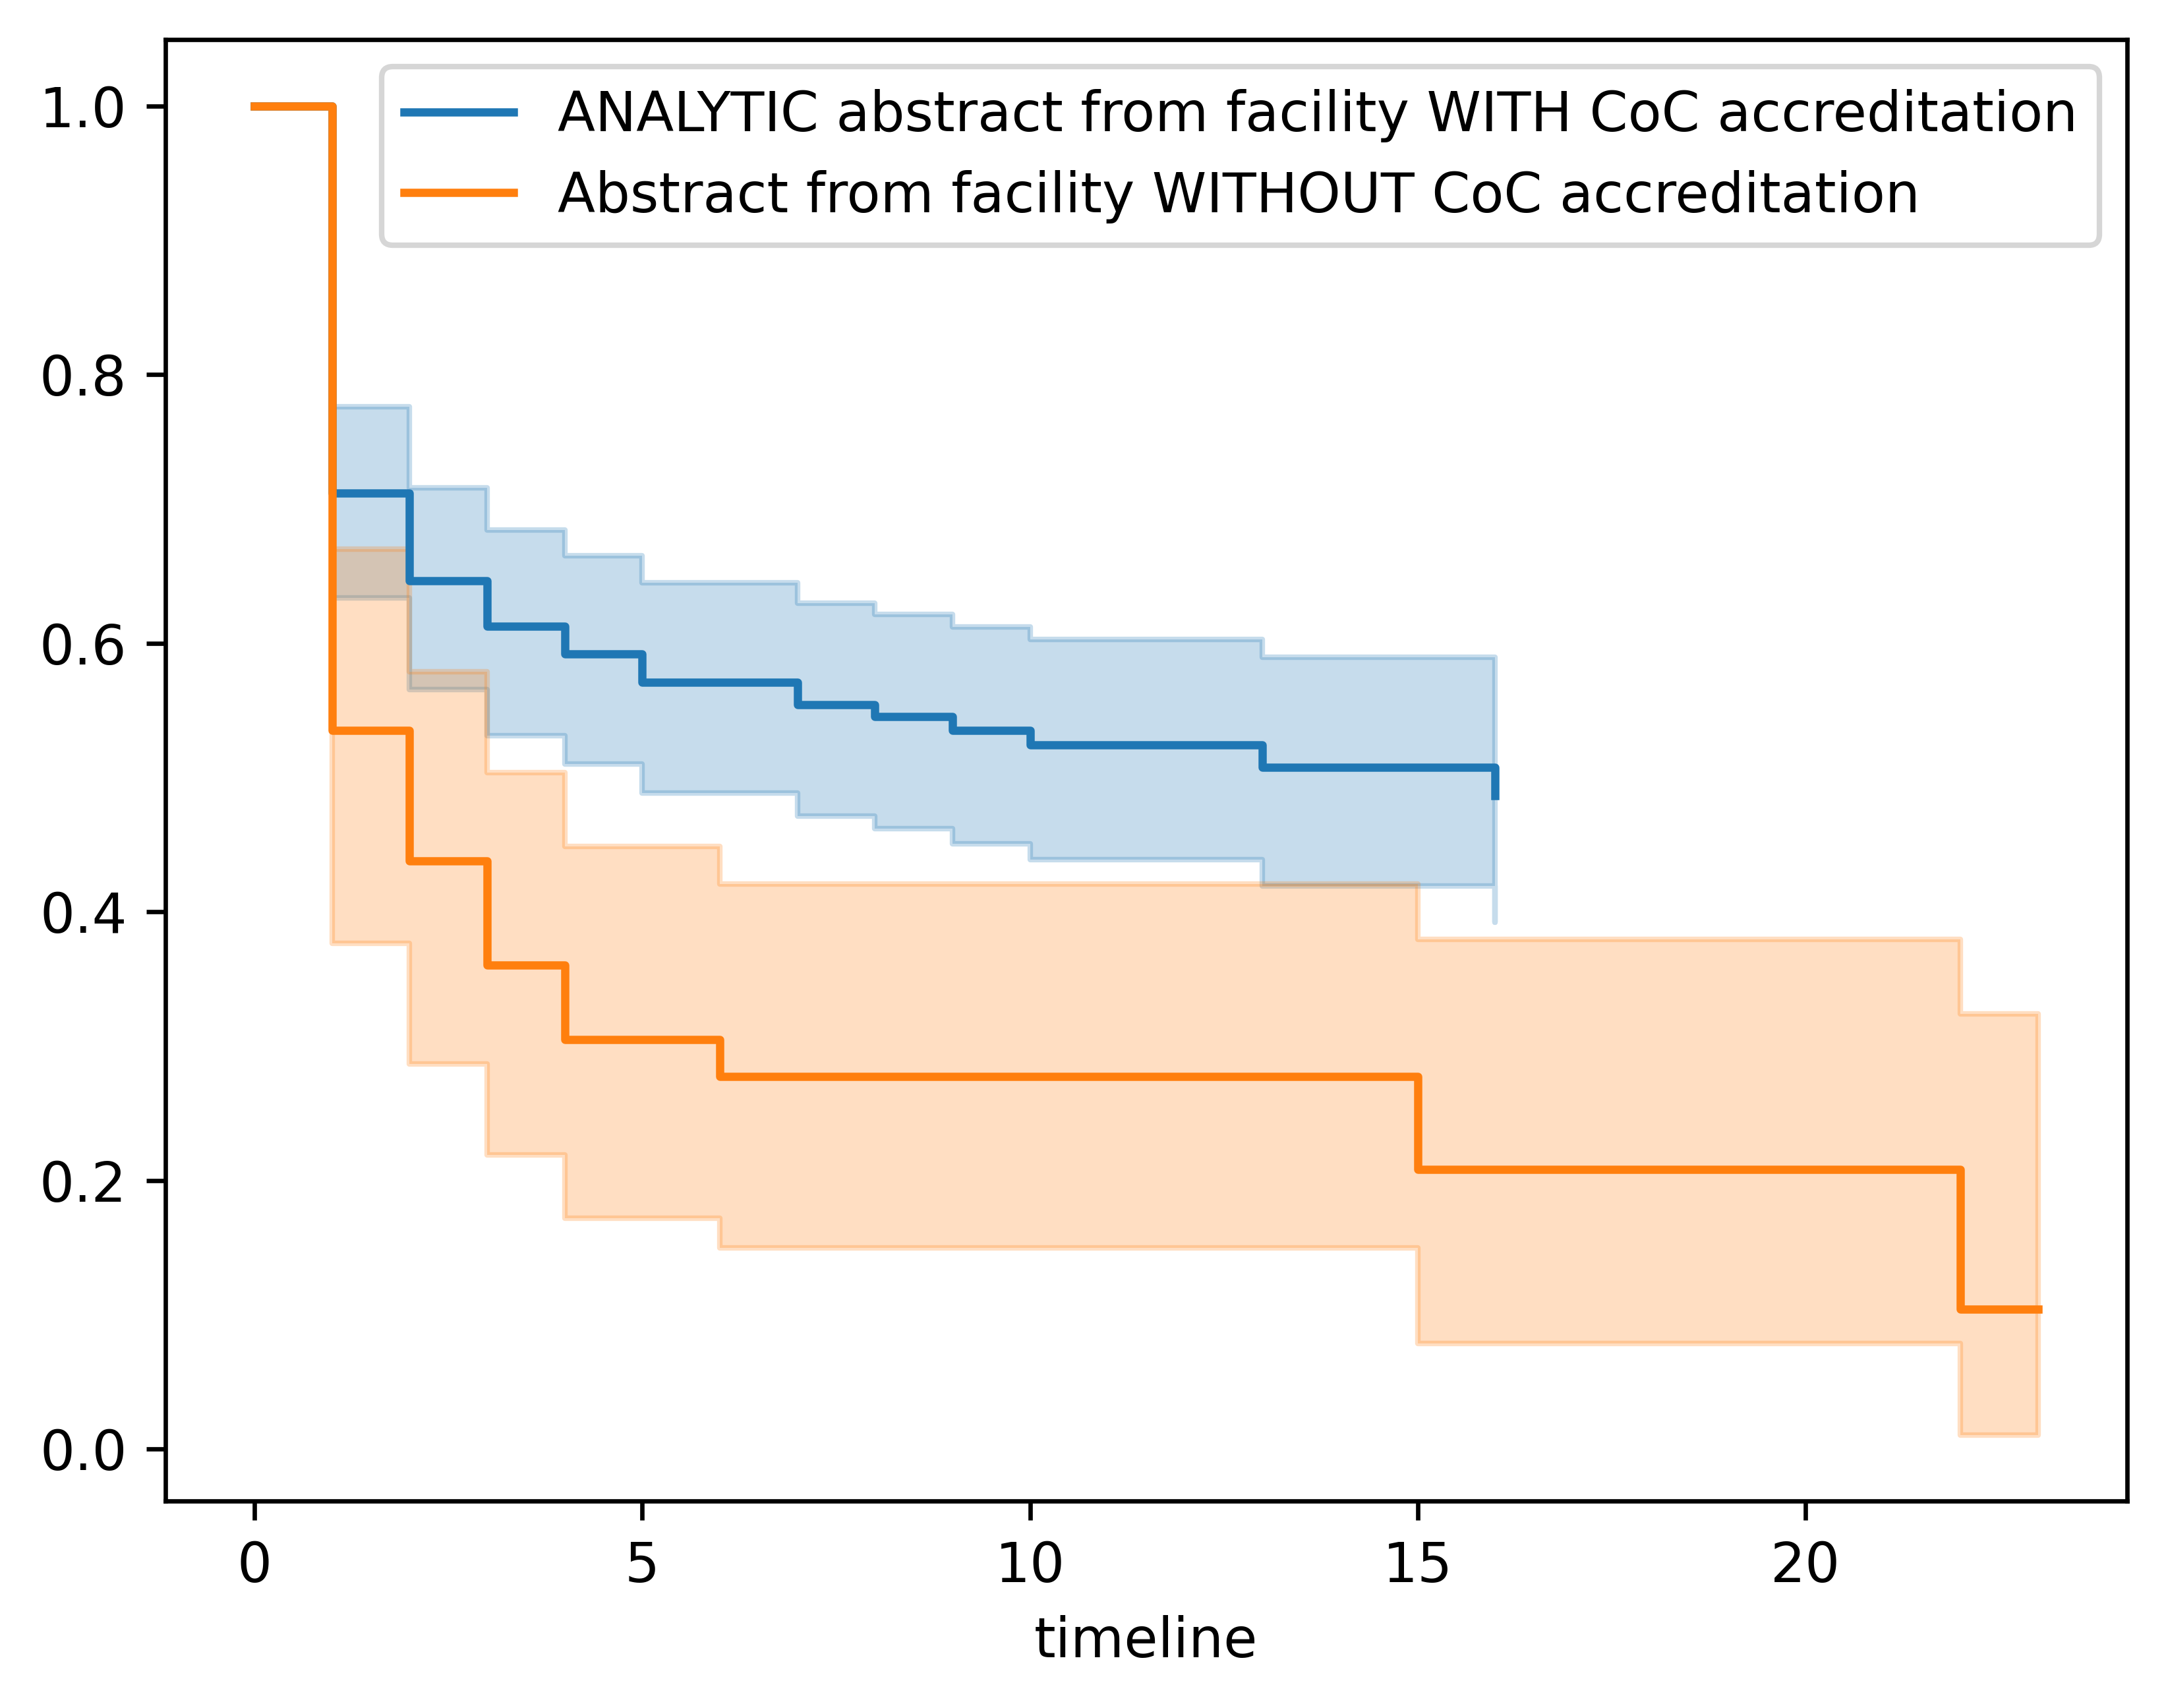 ANALYTIC abstract from facility WITH CoC accreditation
Abstract from facility WITHOUT CoC accreditation
1.0
0.8
0.6
0.4
0.2
0.0
0 5 10 15 20
timeline